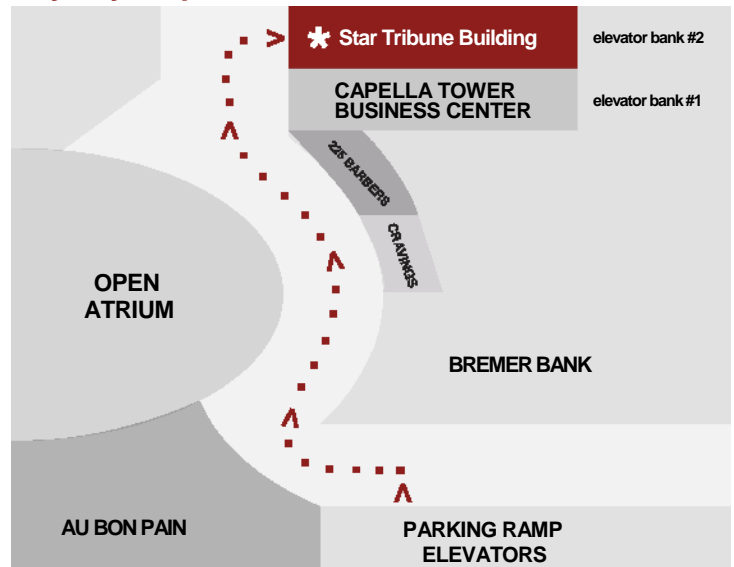 Star Tribune Building
elevator bank #2
CAPELLA TOWER
BUSINESS CENTER
elevator bank #1
225 BARBERS
CRAVINGS
OPEN
ATRIUM
BREMER BANK
AU BON PAIN
PARKING RAMP
ELEVATORS